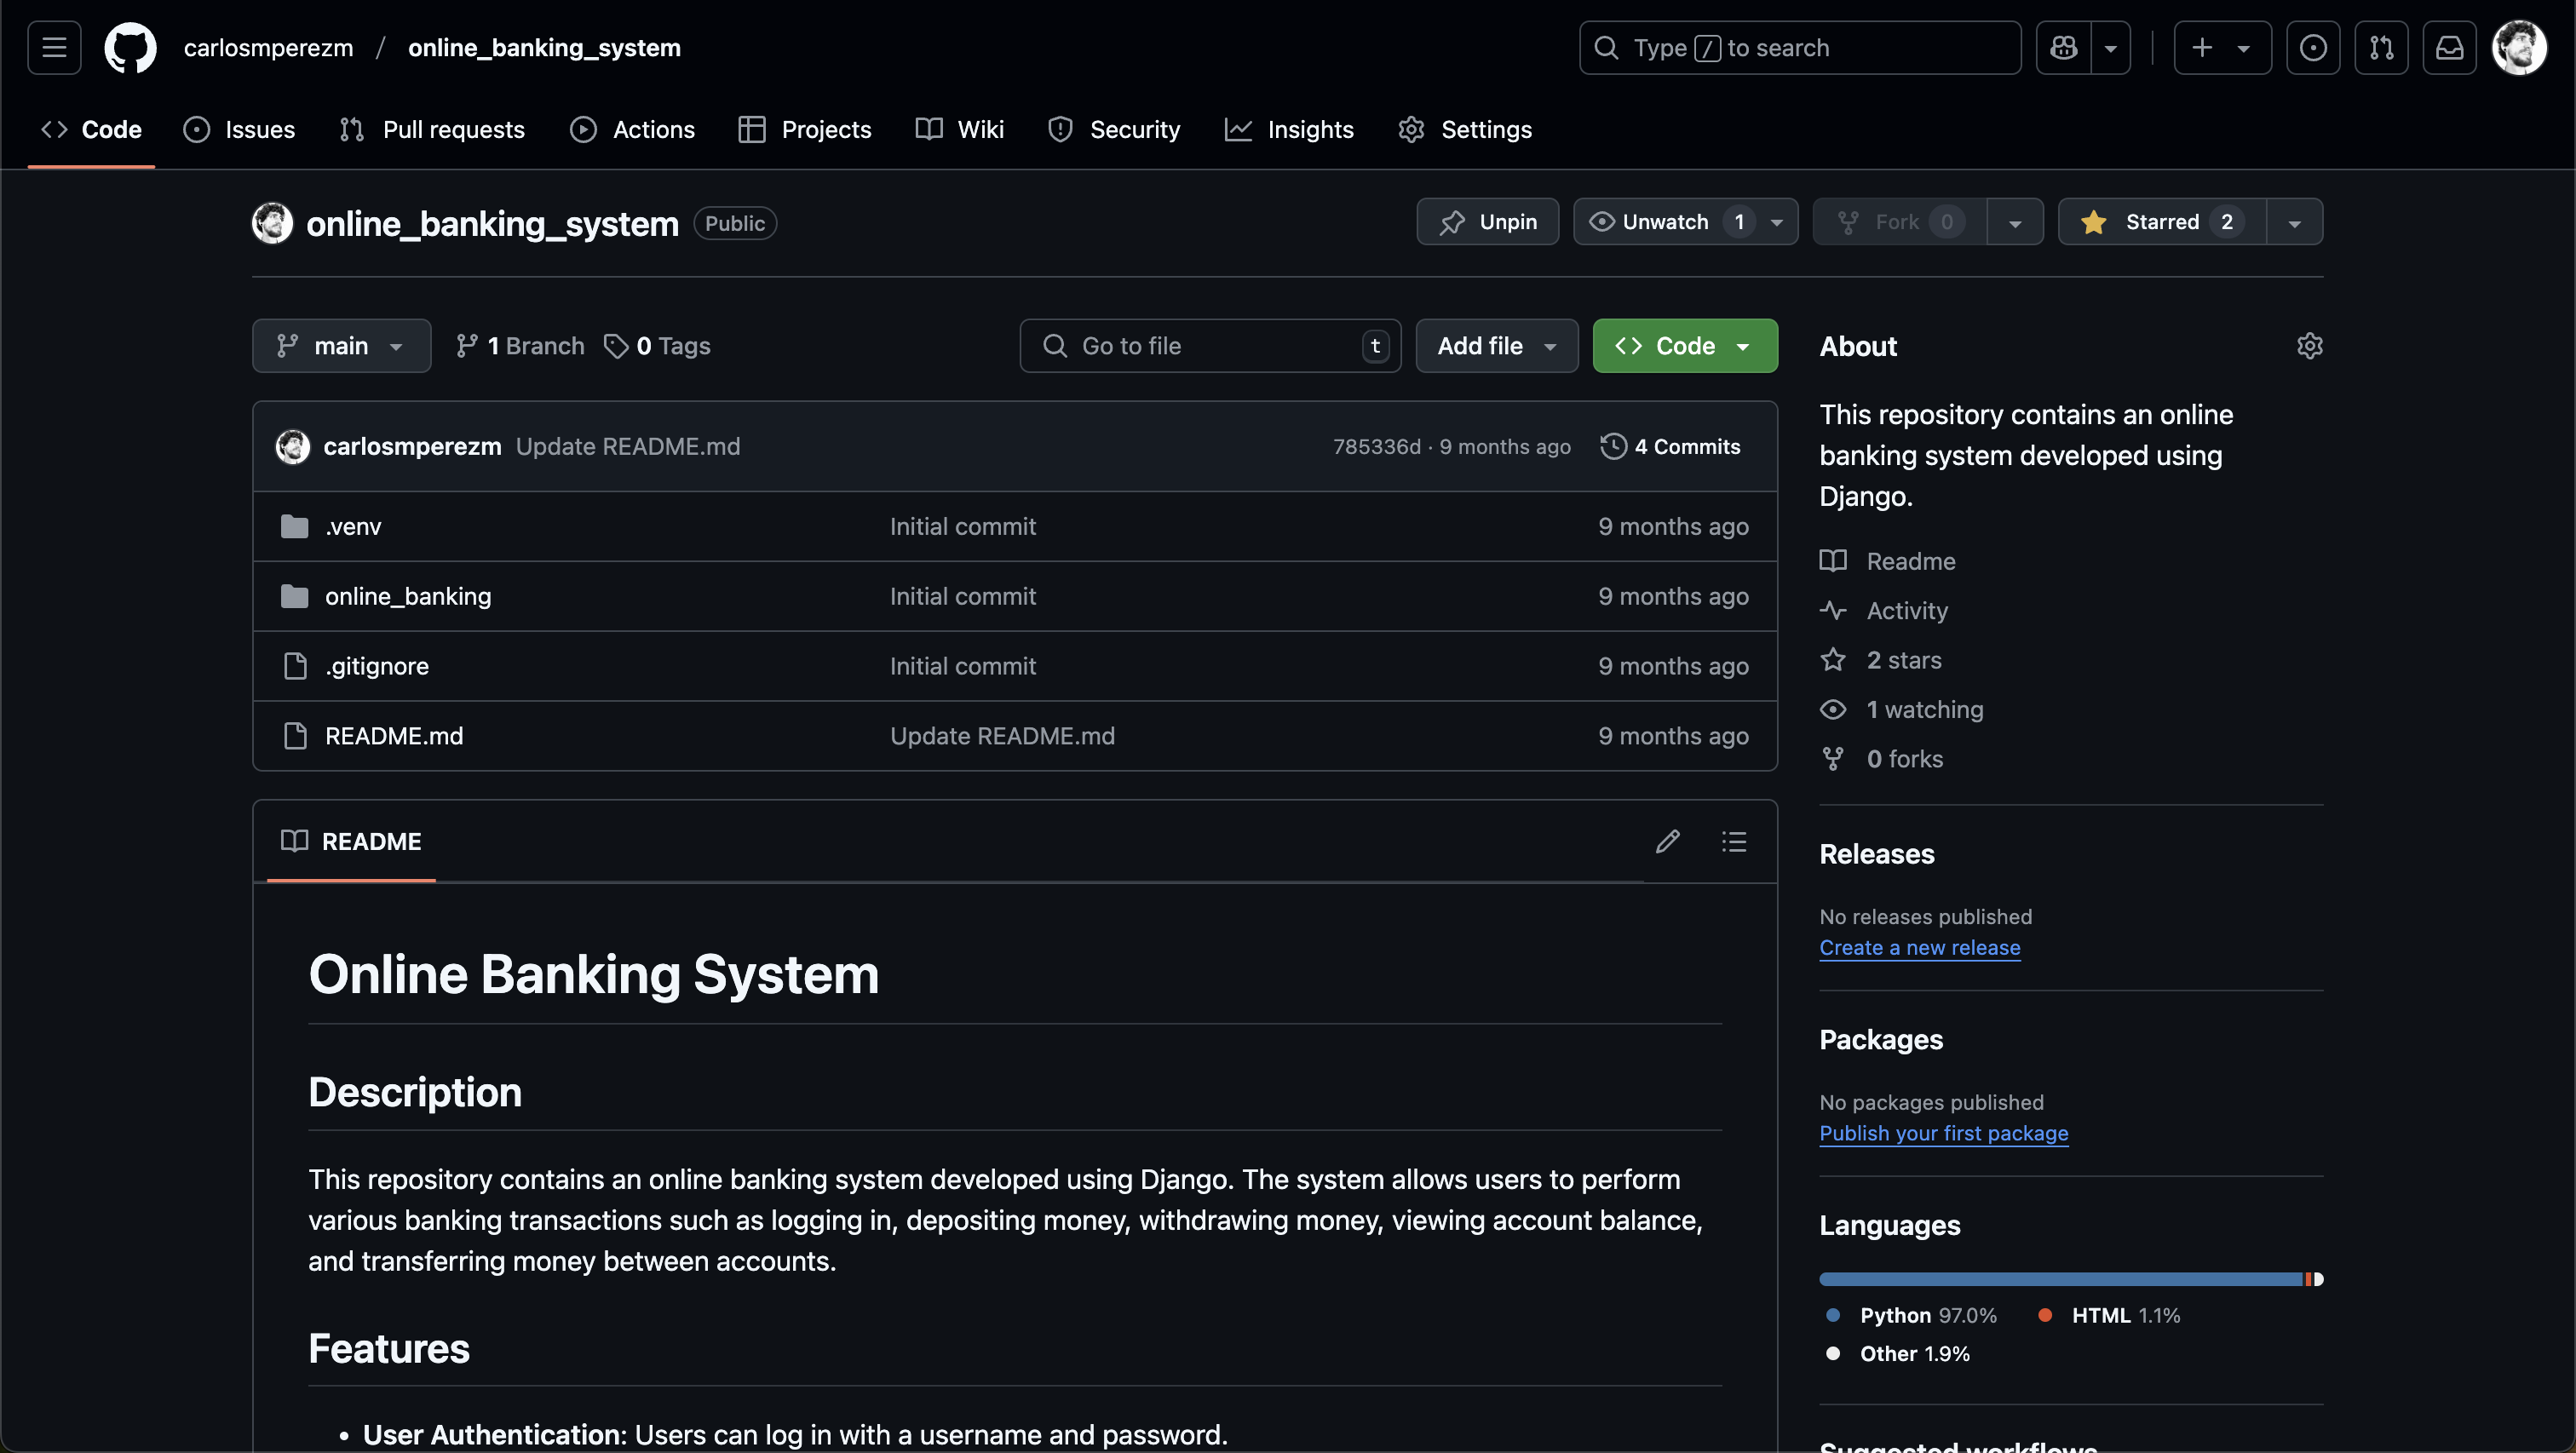 carlosmperezm / online_banking_system
Type / to search
Code Issues Pull requests Actions Projects Wiki Security Insights Settings
online_banking_system Public
Unpin Unwatch 1 Fork 0 Starred 2
main 1 Branch 0 Tags
Go to file t Add file Code
carlosmperezm Update README.md 785336d · 9 months ago 4 Commits
.venv Initial commit 9 months ago
online_banking Initial commit 9 months ago
.gitignore Initial commit 9 months ago
README.md Update README.md 9 months ago
README
Online Banking System
Description
This repository contains an online banking system developed using Django. The system allows users to perform
various banking transactions such as logging in, depositing money, withdrawing money, viewing account balance,
and transferring money between accounts.
Features
• User Authentication: Users can log in with a username and password.
About
This repository contains an online
banking system developed using
Django.
Readme
Activity
2 stars
1 watching
0 forks
Releases
No releases published
Create a new release
Packages
No packages published
Publish your first package
Languages
Python 97.0% HTML 1.1%
Other 1.9%
Suggested workflows